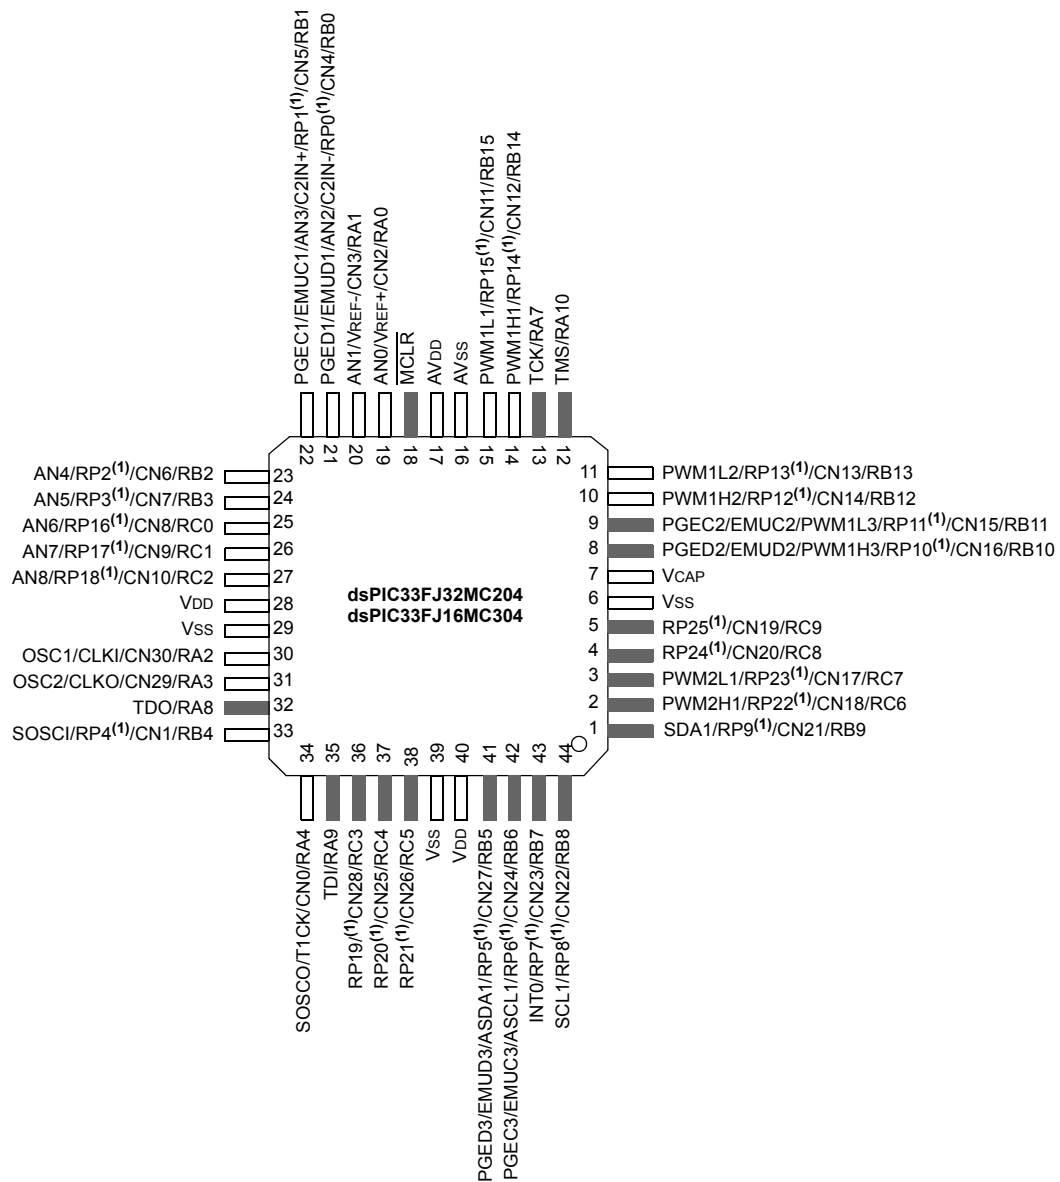 PGEC1/EMUC1/AN3/C2IN+/RP1(1)/CN5/RB1
PGED1/EMUD1/AN2/C2IN-/RP0(1)/CN4/RB0
AN1/VREF-/CN3/RA1
AN0/VREF+/CN2/RA0
MCLR
AVDD
AVSS
PWM1L1/RP15(1)/CN11/RB15
PWM1H1/RP14(1)/CN12/RB14
TCK/RA7
TMS/RA10
22
21
20
19
18
17
16
15
14
13
12
AN4/RP2(1)/CN6/RB2 23
AN5/RP3(1)/CN7/RB3 24
AN6/RP16(1)/CN8/RC0 25
AN7/RP17(1)/CN9/RC1 26
AN8/RP18(1)/CN10/RC2 27
VDD 28
VSS 29
OSC1/CLKI/CN30/RA2 30
OSC2/CLKO/CN29/RA3 31
TDO/RA8 32
SOSCI/RP4(1)/CN1/RB4 33
dsPIC33FJ32MC204
dsPIC33FJ16MC304
11 PWM1L2/RP13(1)/CN13/RB13
10 PWM1H2/RP12(1)/CN14/RB12
9 PGEC2/EMUC2/PWM1L3/RP11(1)/CN15/RB11
8 PGED2/EMUD2/PWM1H3/RP10(1)/CN16/RB10
7 VCAP
6 VSS
5 RP25(1)/CN19/RC9
4 RP24(1)/CN20/RC8
3 PWM2L1/RP23(1)/CN17/RC7
2 PWM2H1/RP22(1)/CN18/RC6
1 SDA1/RP9(1)/CN21/RB9
34
35
36
37
38
39
40
41
42
43
44
SOSCO/T1CK/CN0/RA4
TDI/RA9
RP19/(1)CN28/RC3
RP20(1)/CN25/RC4
RP21(1)/CN26/RC5
VSS
VDD
PGED3/EMUD3/ASDA1/RP5(1)/CN27/RB5
PGEC3/EMUC3/ASCL1/RP6(1)/CN24/RB6
INT0/RP7(1)/CN23/RB7
SCL1/RP8(1)/CN22/RB8